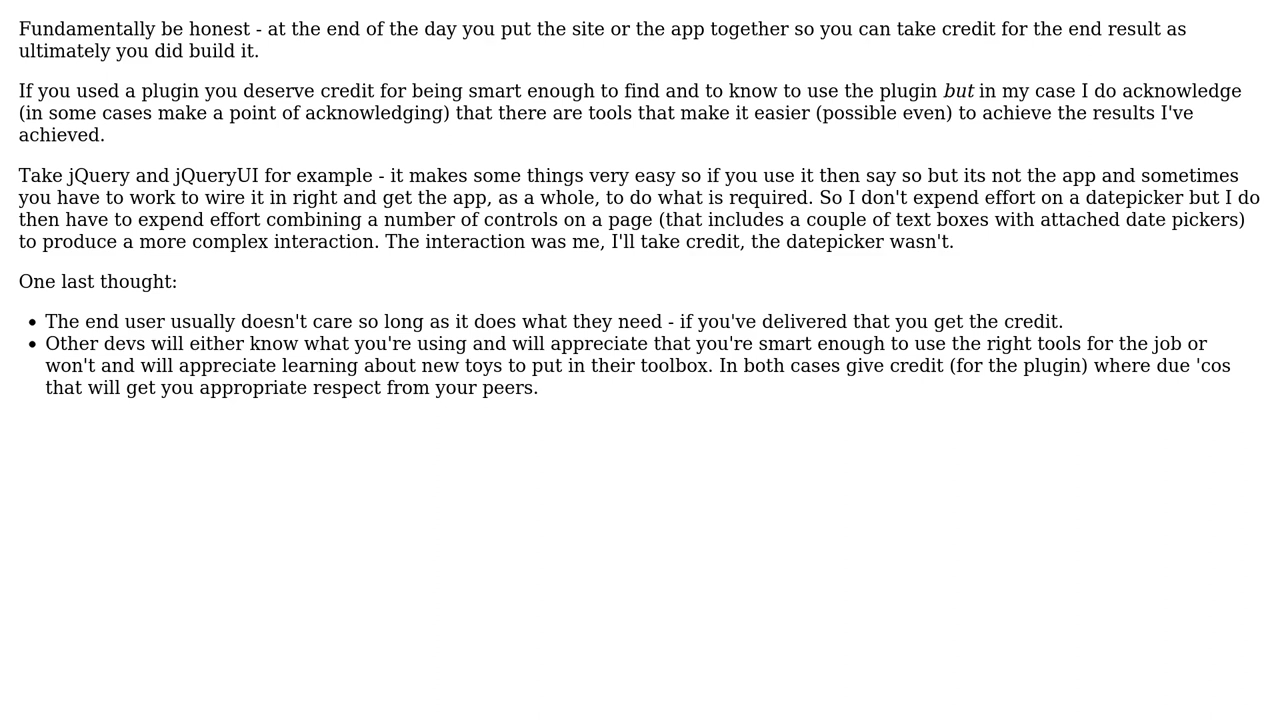 Fundamentally be honest - at the end of the day you put the site or the app together so you can take credit for the end result as
ultimately you did build it.
If you used a plugin you deserve credit for being smart enough to find and to know to use the plugin but in my case I do acknowledge
(in some cases make a point of acknowledging) that there are tools that make it easier (possible even) to achieve the results I've
achieved.
Take jQuery and jQueryUI for example - it makes some things very easy so if you use it then say so but its not the app and sometimes
you have to work to wire it in right and get the app, as a whole, to do what is required. So I don't expend effort on a datepicker but I do
then have to expend effort combining a number of controls on a page (that includes a couple of text boxes with attached date pickers)
to produce a more complex interaction. The interaction was me, I'll take credit, the datepicker wasn't.
One last thought:
• The end user usually doesn't care so long as it does what they need - if you've delivered that you get the credit.
• Other devs will either know what you're using and will appreciate that you're smart enough to use the right tools for the job or
won't and will appreciate learning about new toys to put in their toolbox. In both cases give credit (for the plugin) where due 'cos
that will get you appropriate respect from your peers.